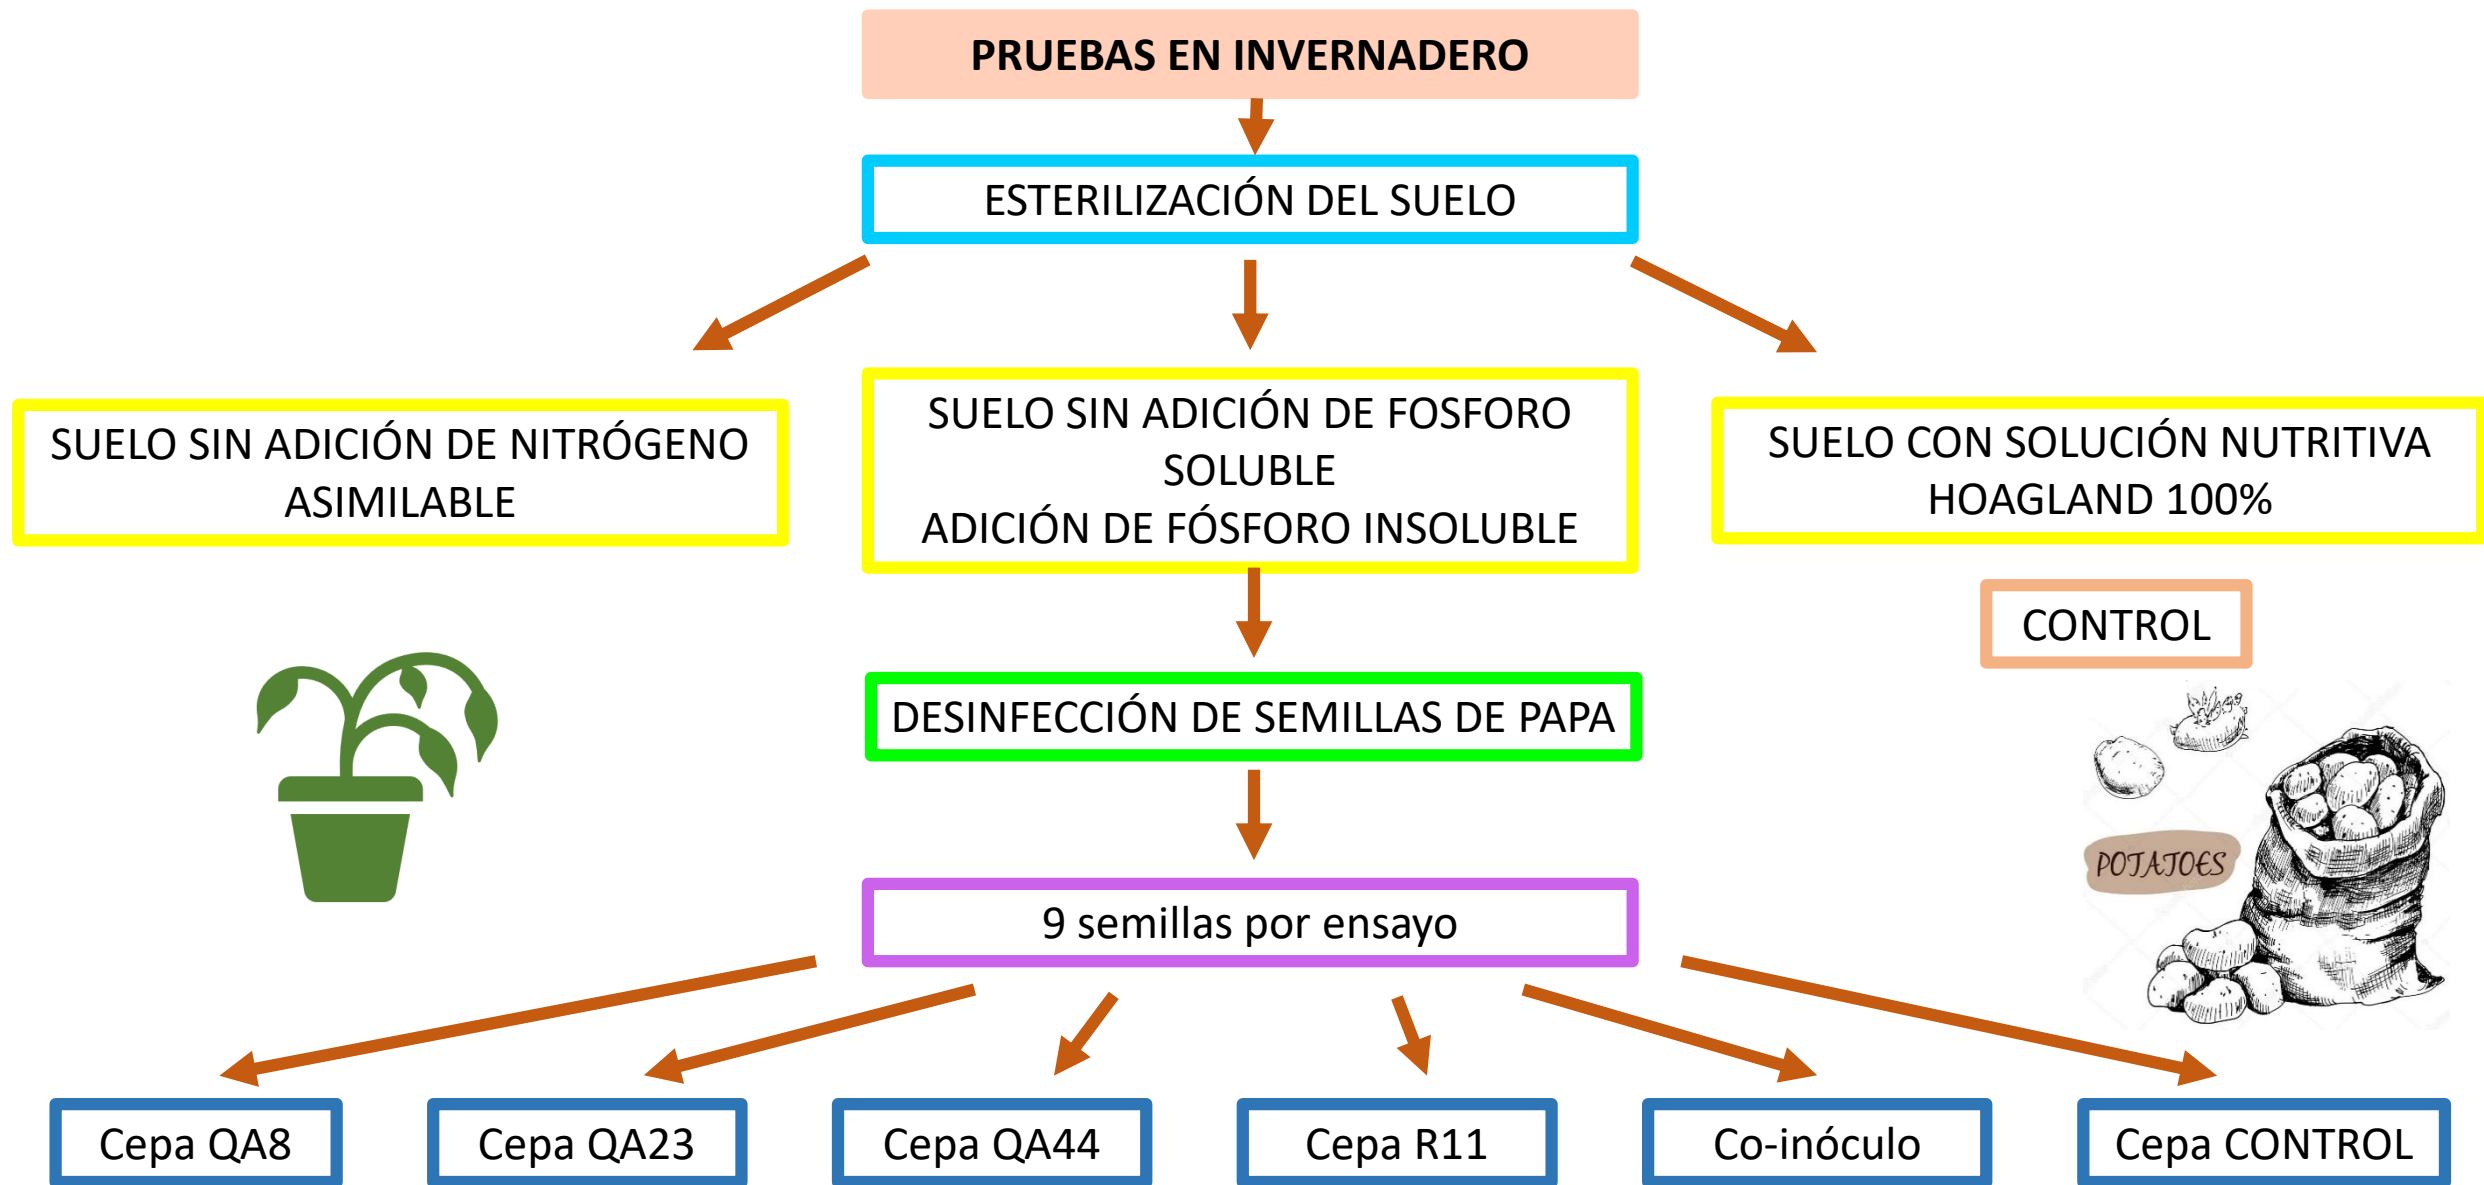 PRUEBAS EN INVERNADERO
ESTERILIZACIÓN DEL SUELO
SUELO SIN ADICIÓN DE NITRÓGENO
ASIMILABLE
SUELO SIN ADICIÓN DE FOSFORO
SOLUBLE
ADICIÓN DE FÓSFORO INSOLUBLE
SUELO CON SOLUCIÓN NUTRITIVA
HOAGLAND 100%
CONTROL
DESINFECCIÓN DE SEMILLAS DE PAPA
POTATOES
9 semillas por ensayo
Cepa QA8
Cepa QA23
Cepa QA44
Cepa R11
Co-inóculo
Cepa CONTROL